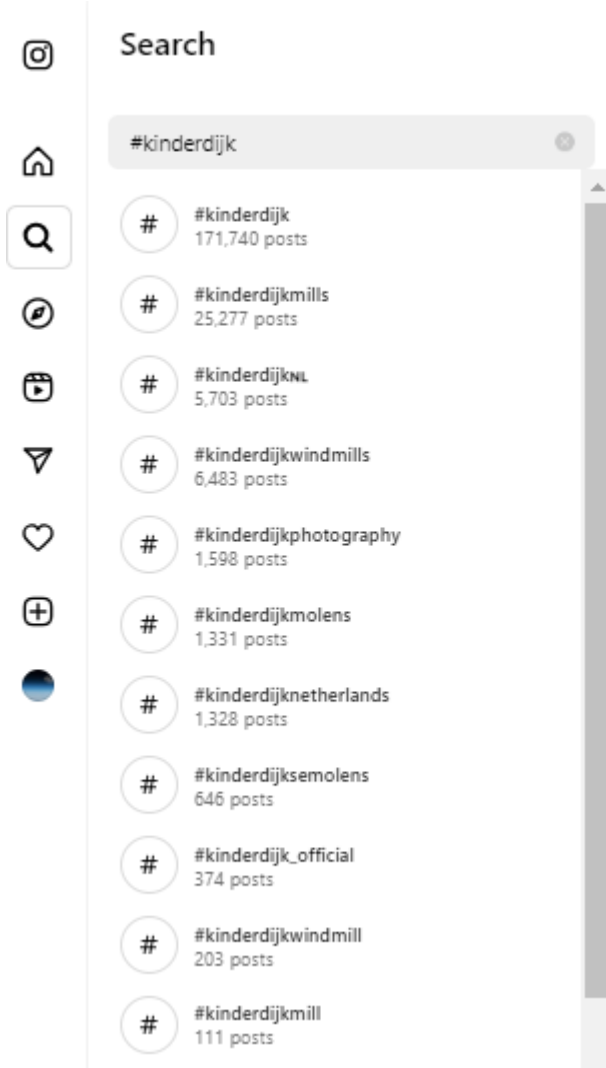 Search
#kinderdijk
#kinderdijk
171,740 posts
#kinderdijkmills
25,277 posts
#kinderdijkɴʟ
5,703 posts
#kinderdijkwindmills
6,483 posts
#kinderdijkphotography
1,598 posts
#kinderdijkmolens
1,331 posts
#kinderdijknetherlands
1,328 posts
#kinderdijksemolens
646 posts
#kinderdijk_official
374 posts
#kinderdijkwindmill
203 posts
#kinderdijkmill
111 posts